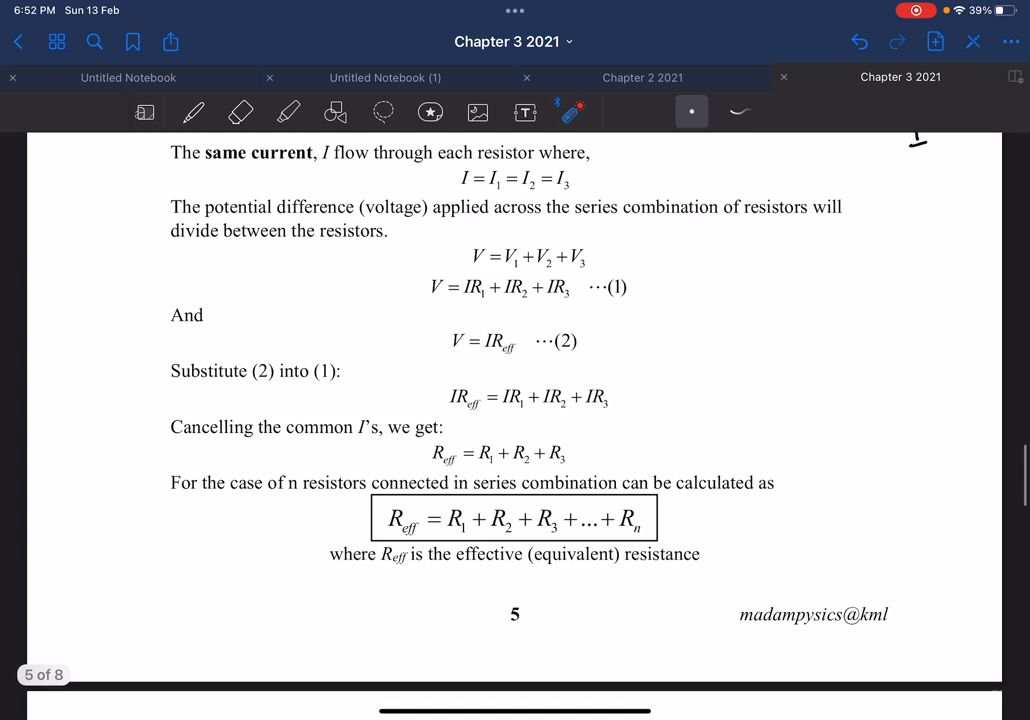 6:52 PM Sun 13 Feb
39%
Chapter 3 2021
Untitled Notebook
Untitled Notebook (1)
Chapter 2 2021
Chapter 3 2021
The same current, I flow through each resistor where,
I = I₁ = I₂ = I₃
The potential difference (voltage) applied across the series combination of resistors will
divide between the resistors.
V = V₁ + V₂ + V₃
V = IR₁ + IR₂ + IR₃ ⋯(1)
And
V = IR_eff ⋯(2)
Substitute (2) into (1):
IR_eff = IR₁ + IR₂ + IR₃
Cancelling the common I's, we get:
R_eff = R₁ + R₂ + R₃
For the case of n resistors connected in series combination can be calculated as
R_eff = R₁ + R₂ + R₃ + ... + Rₙ
where R_eff is the effective (equivalent) resistance
5
madampysics@kml
5 of 8